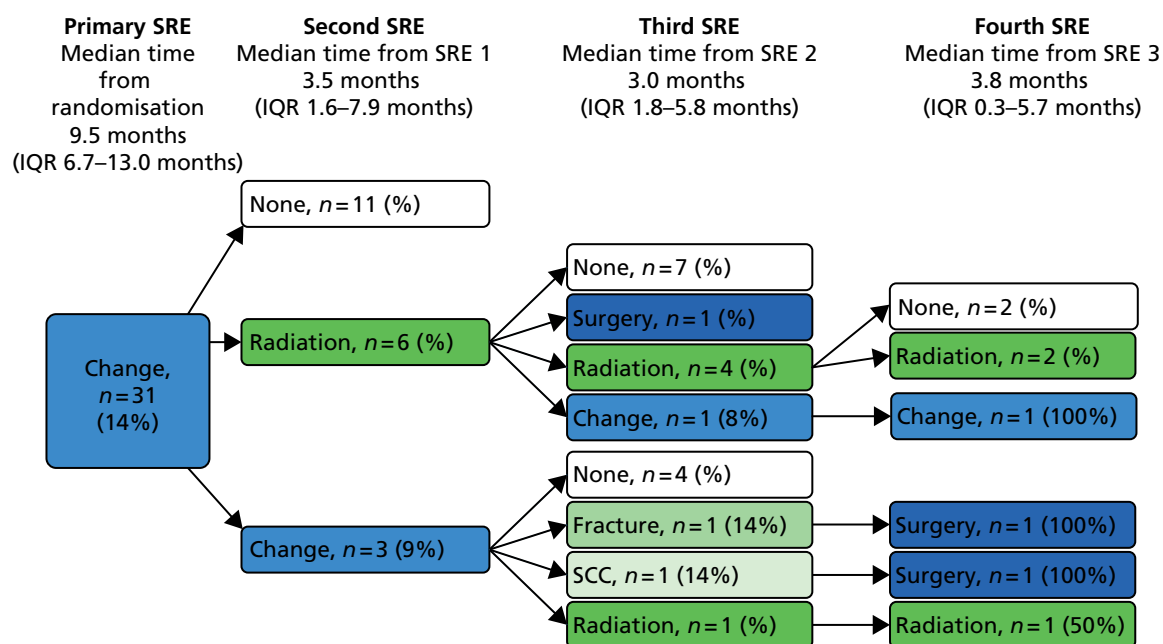 Primary SRE
Median time
from
randomisation
9.5 months
(IQR 6.7–13.0 months)
Second SRE
Median time from SRE 1
3.5 months
(IQR 1.6–7.9 months)
Third SRE
Median time from SRE 2
3.0 months
(IQR 1.8–5.8 months)
Fourth SRE
Median time from SRE 3
3.8 months
(IQR 0.3–5.7 months)
Change,
n=31
(14%)
None, n=11 (%)
Radiation, n=6 (%)
Change, n=3 (9%)
None, n=7 (%)
Surgery, n=1 (%)
Radiation, n=4 (%)
Change, n=1 (8%)
None, n=4 (%)
Fracture, n=1 (14%)
SCC, n=1 (14%)
Radiation, n=1 (%)
None, n=2 (%)
Radiation, n=2 (%)
Change, n=1 (100%)
Surgery, n=1 (100%)
Surgery, n=1 (100%)
Radiation, n=1 (50%)